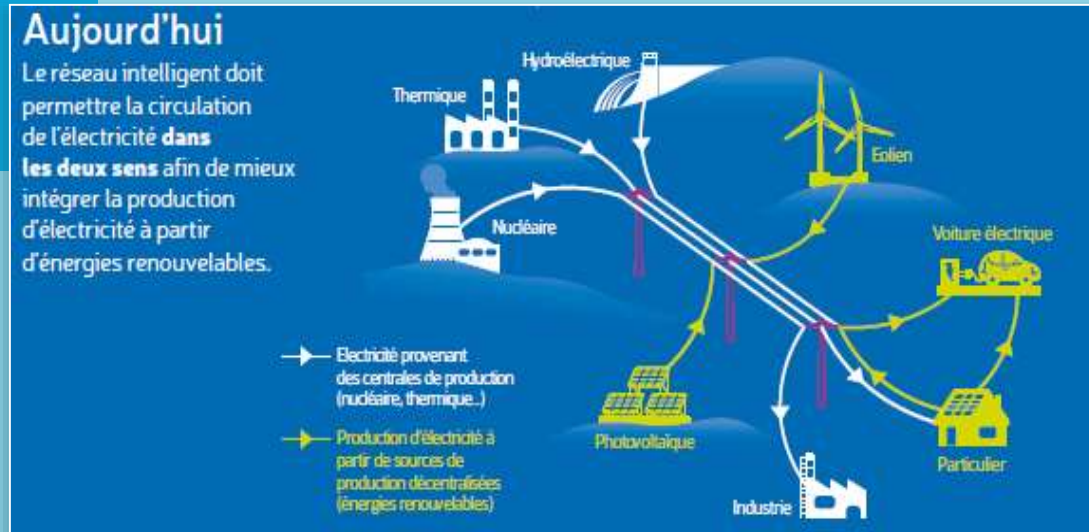 Aujourd'hui
Le réseau intelligent doit
permettre la circulation
de l'électricité dans
les deux sens afin de mieux
intégrer la production
d'électricité à partir
d'énergies renouvelables.
Hydroélectrique
Thermique
Eolien
Nucléaire
Voiture électrique
Electricité provenant
des centrales de production
(nucléaire, thermique...)
Production d'électricité à
partir de sources de
production décentralisées
(énergies renouvelables)
Photovoltaïque
Particulier
Industrie